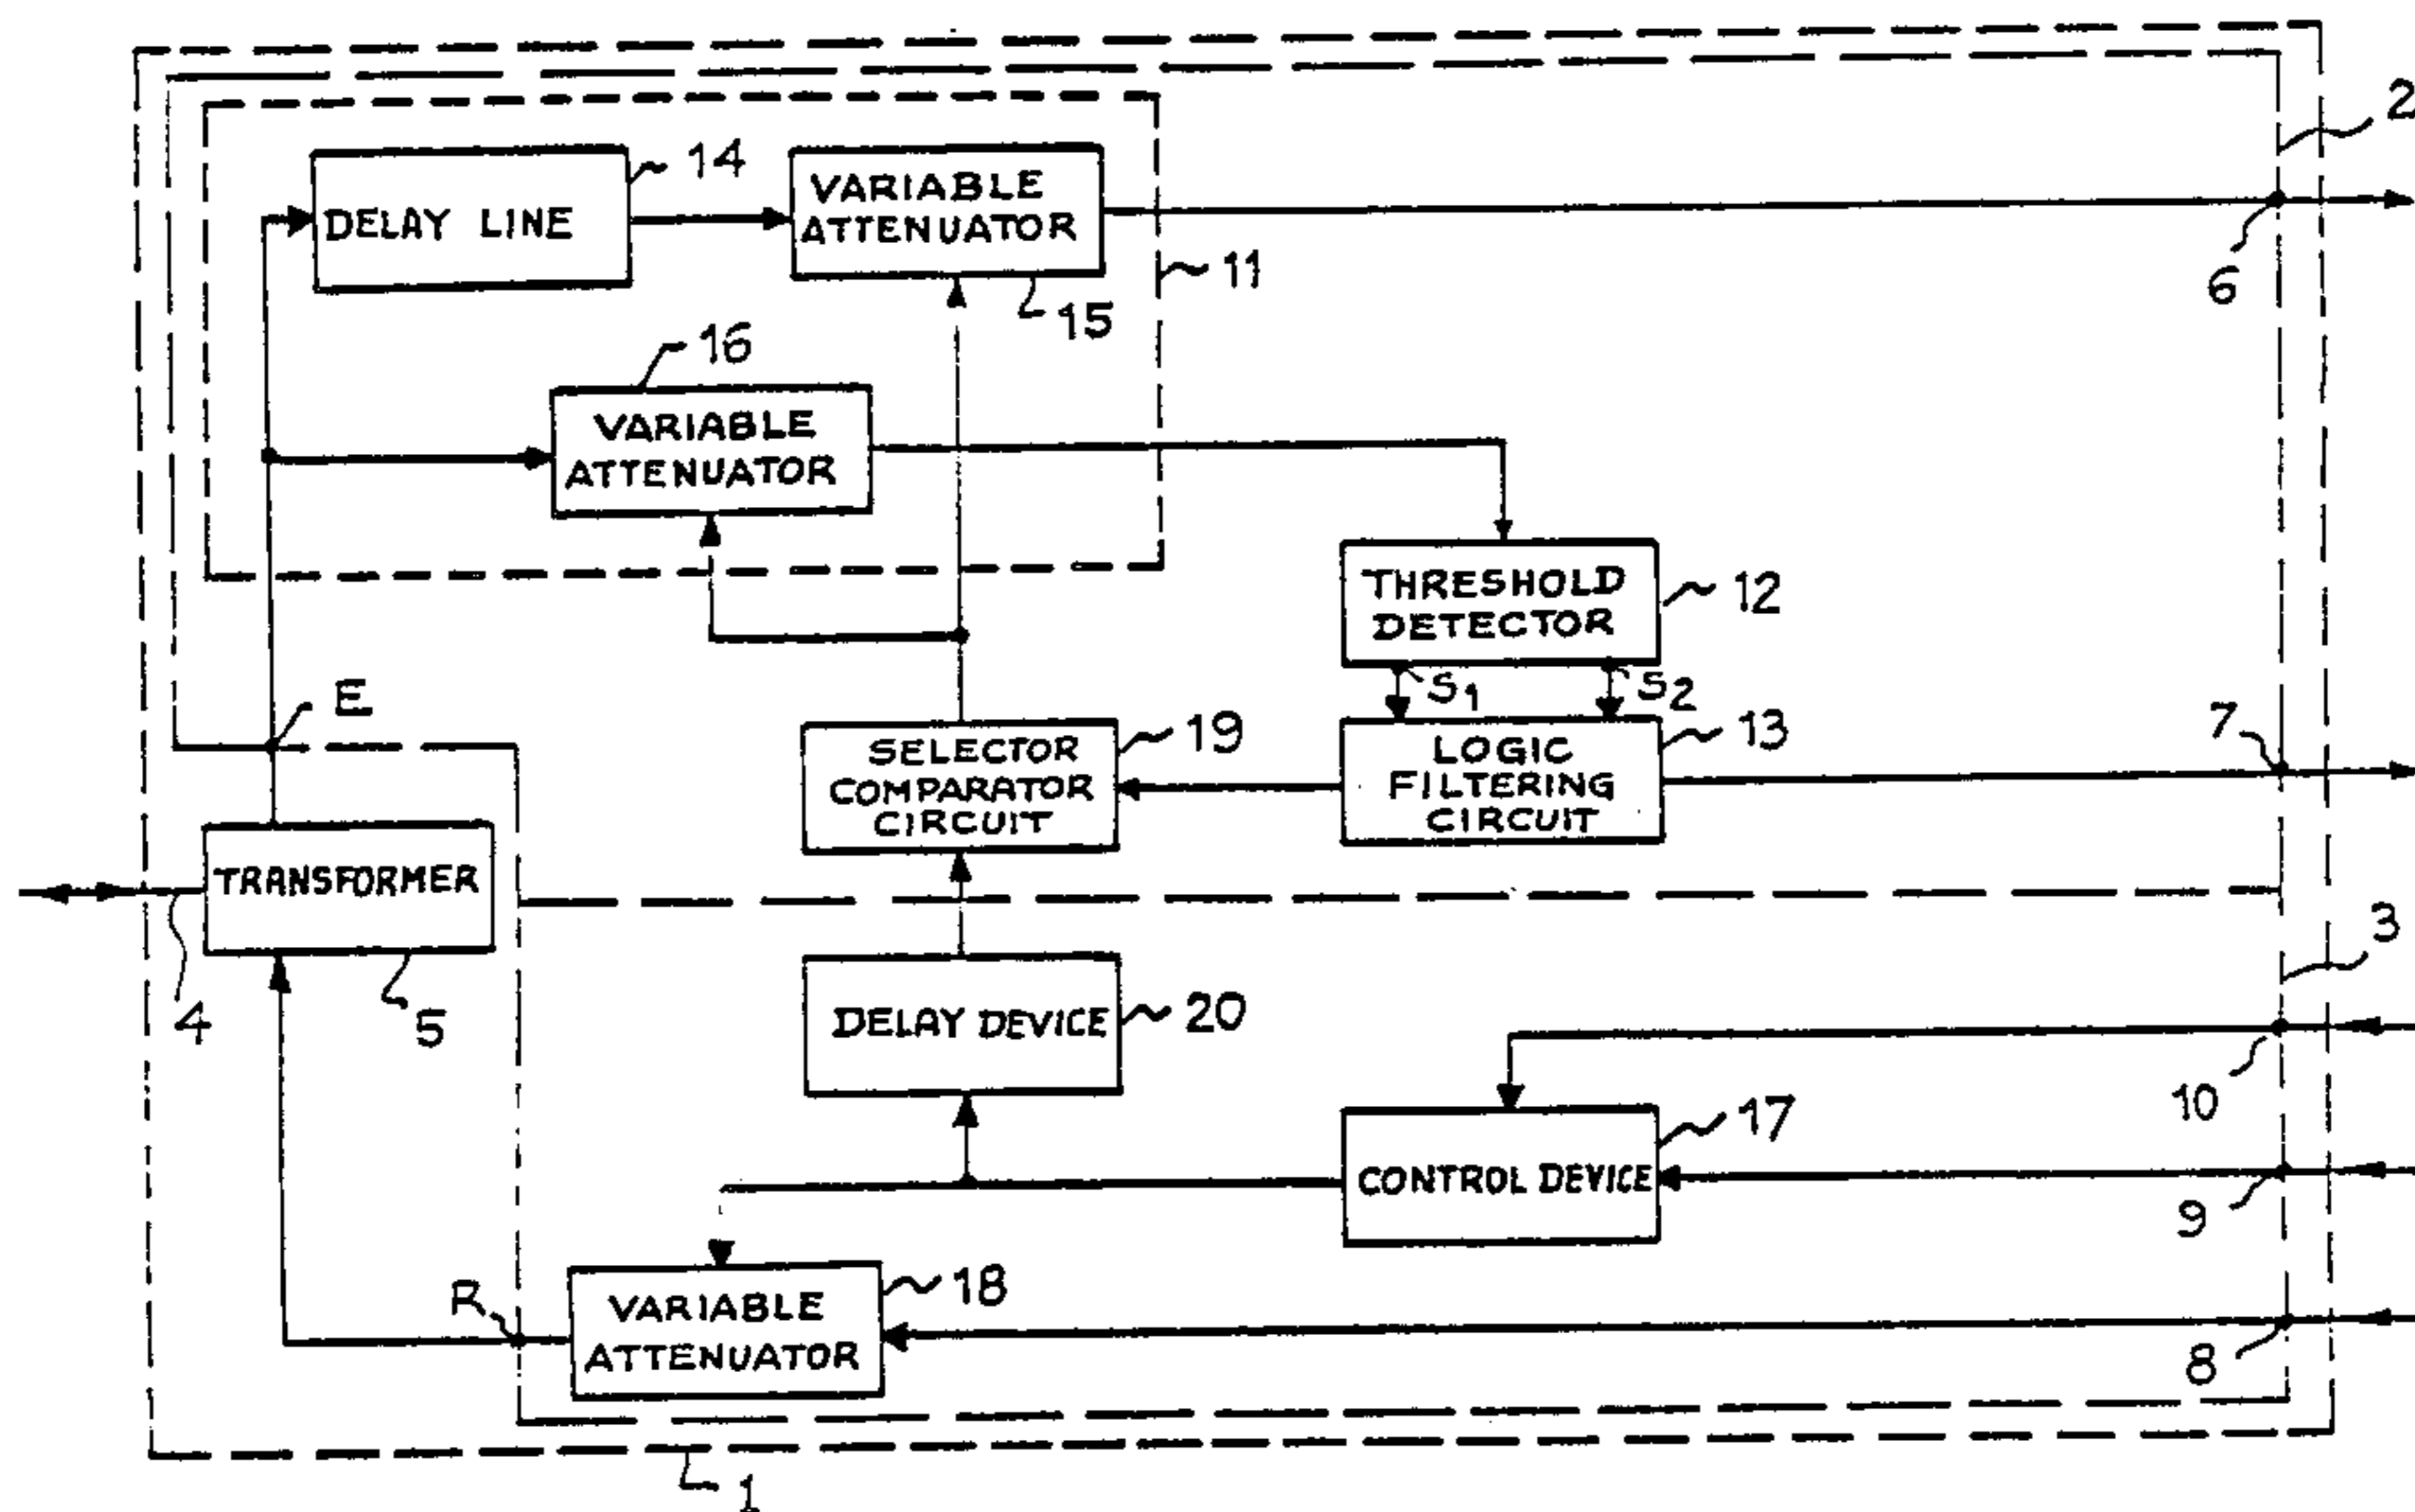 2
14
DELAY LINE
VARIABLE
ATTENUATOR
11
6
15
16
VARIABLE
ATTENUATOR
THRESHOLD
DETECTOR
12
E
S1
S2
7
SELECTOR
COMPARATOR
CIRCUIT
19
LOGIC
FILTERING
CIRCUIT
13
TRANSFORMER
3
4
5
DELAY DEVICE
20
10
17
CONTROL DEVICE
9
R
VARIABLE
ATTENUATOR
18
8
1